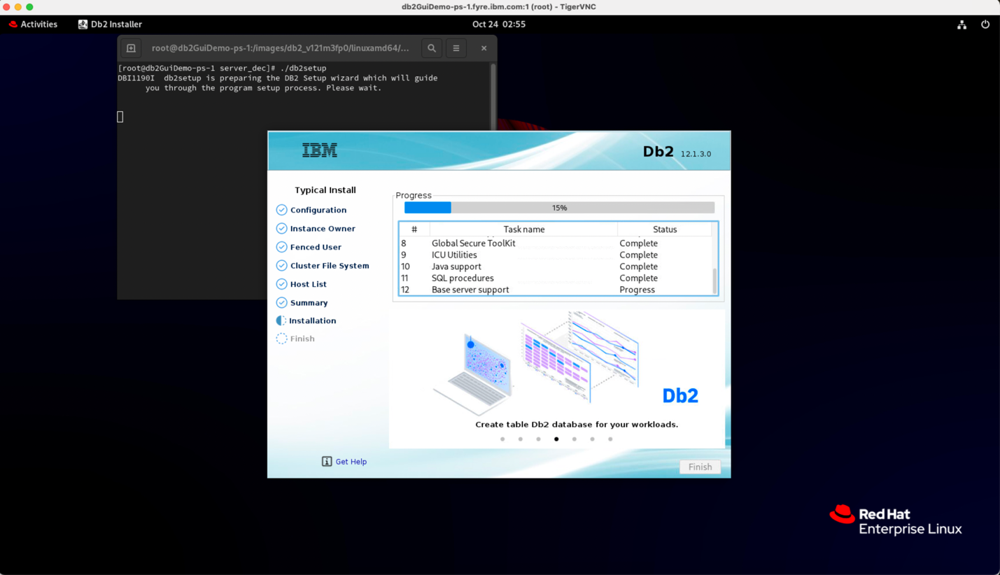 db2GuiDemo-ps-1.fyre.ibm.com:1 (root) - TigerVNC
Activities Db2 Installer Oct 24 02:55
root@db2GuiDemo-ps-1:/images/db2_v121m3fp0/linuxamd64/...
[root@db2GuiDemo-ps-1 server_dec]# ./db2setup
DBI1190I db2setup is preparing the DB2 Setup wizard which will guide
you through the program setup process. Please wait.
IBM
Db2 12.1.3.0
Typical Install
Configuration
Instance Owner
Fenced User
Cluster File System
Host List
Summary
Installation
Finish
Progress
15%
# Task name Status
8 Global Secure ToolKit Complete
9 ICU Utilities Complete
10 Java support Complete
11 SQL procedures Complete
12 Base server support Progress
Db2
Create table Db2 database for your workloads.
Get Help
Finish
Red Hat
Enterprise Linux